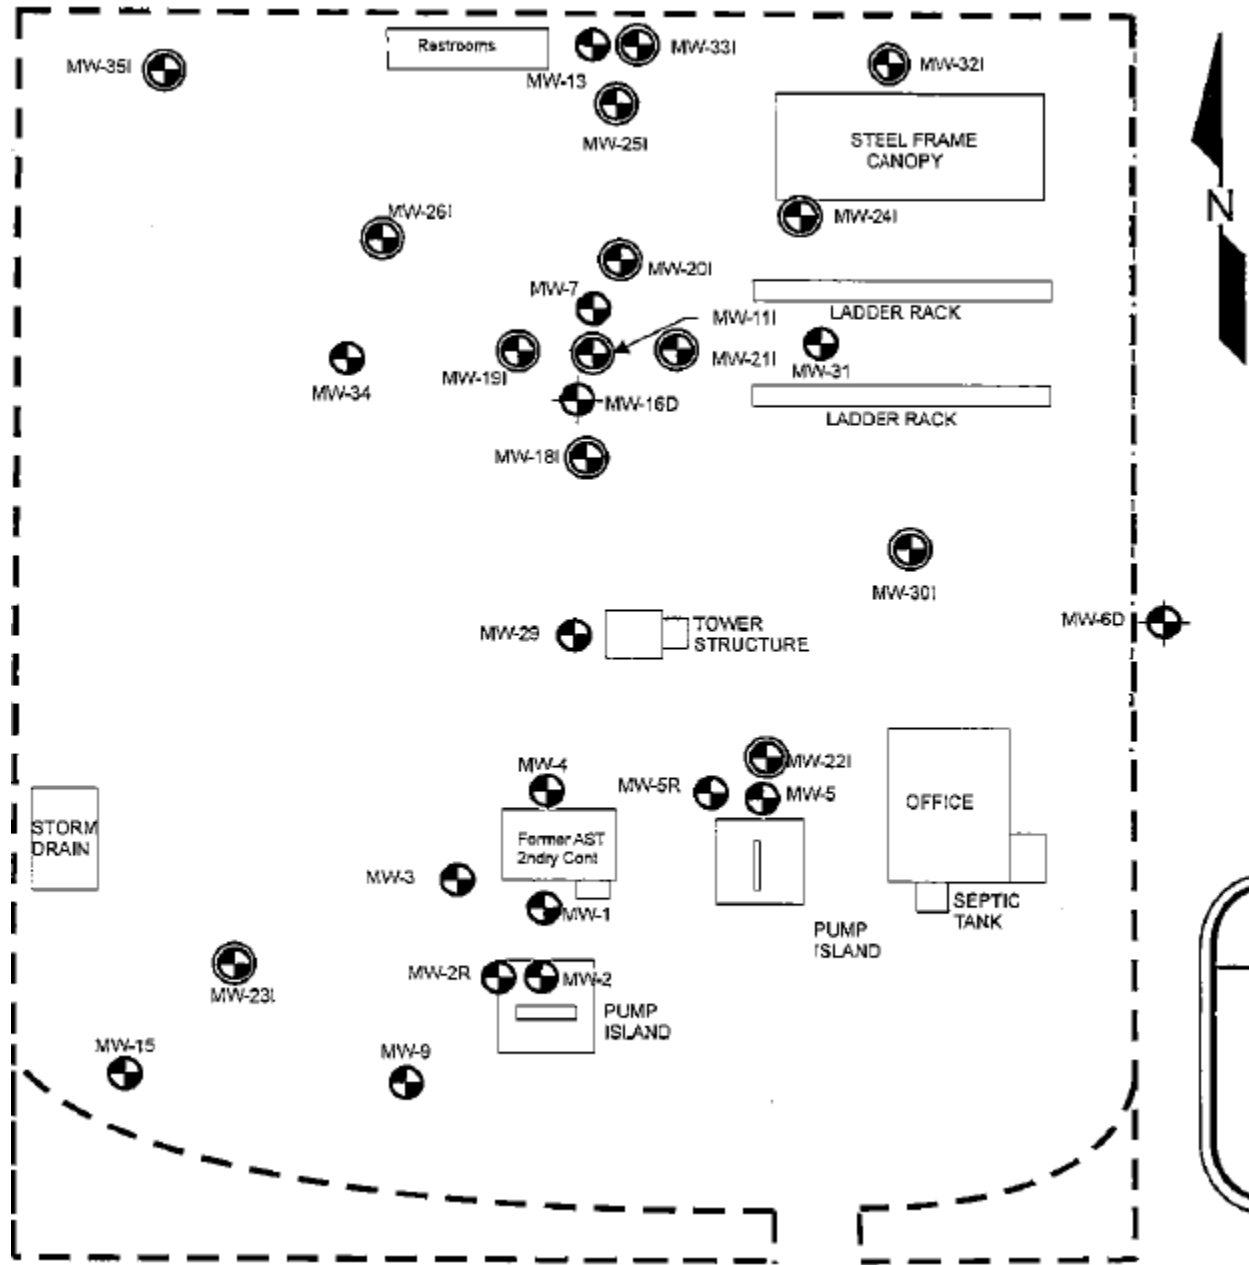 Restrooms
MW-35I
MW-13
MW-33I
MW-32I
MW-25I
STEEL FRAME
CANOPY
MW-26I
MW-24I
MW-20I
MW-7
MW-11I
LADDER RACK
MW-34
MW-19I
MW-21I
MW-31
MW-16D
LADDER RACK
MW-18I
N
MW-30I
MW-6D
MW-29
TOWER
STRUCTURE
MW-4
MW-22I
MW-5R
MW-5
OFFICE
STORM
DRAIN
Former AST
2ndry Cont
MW-3
MW-1
SEPTIC
TANK
PUMP
ISLAND
MW-2R
MW-2
MW-23I
PUMP
ISLAND
MW-15
MW-9